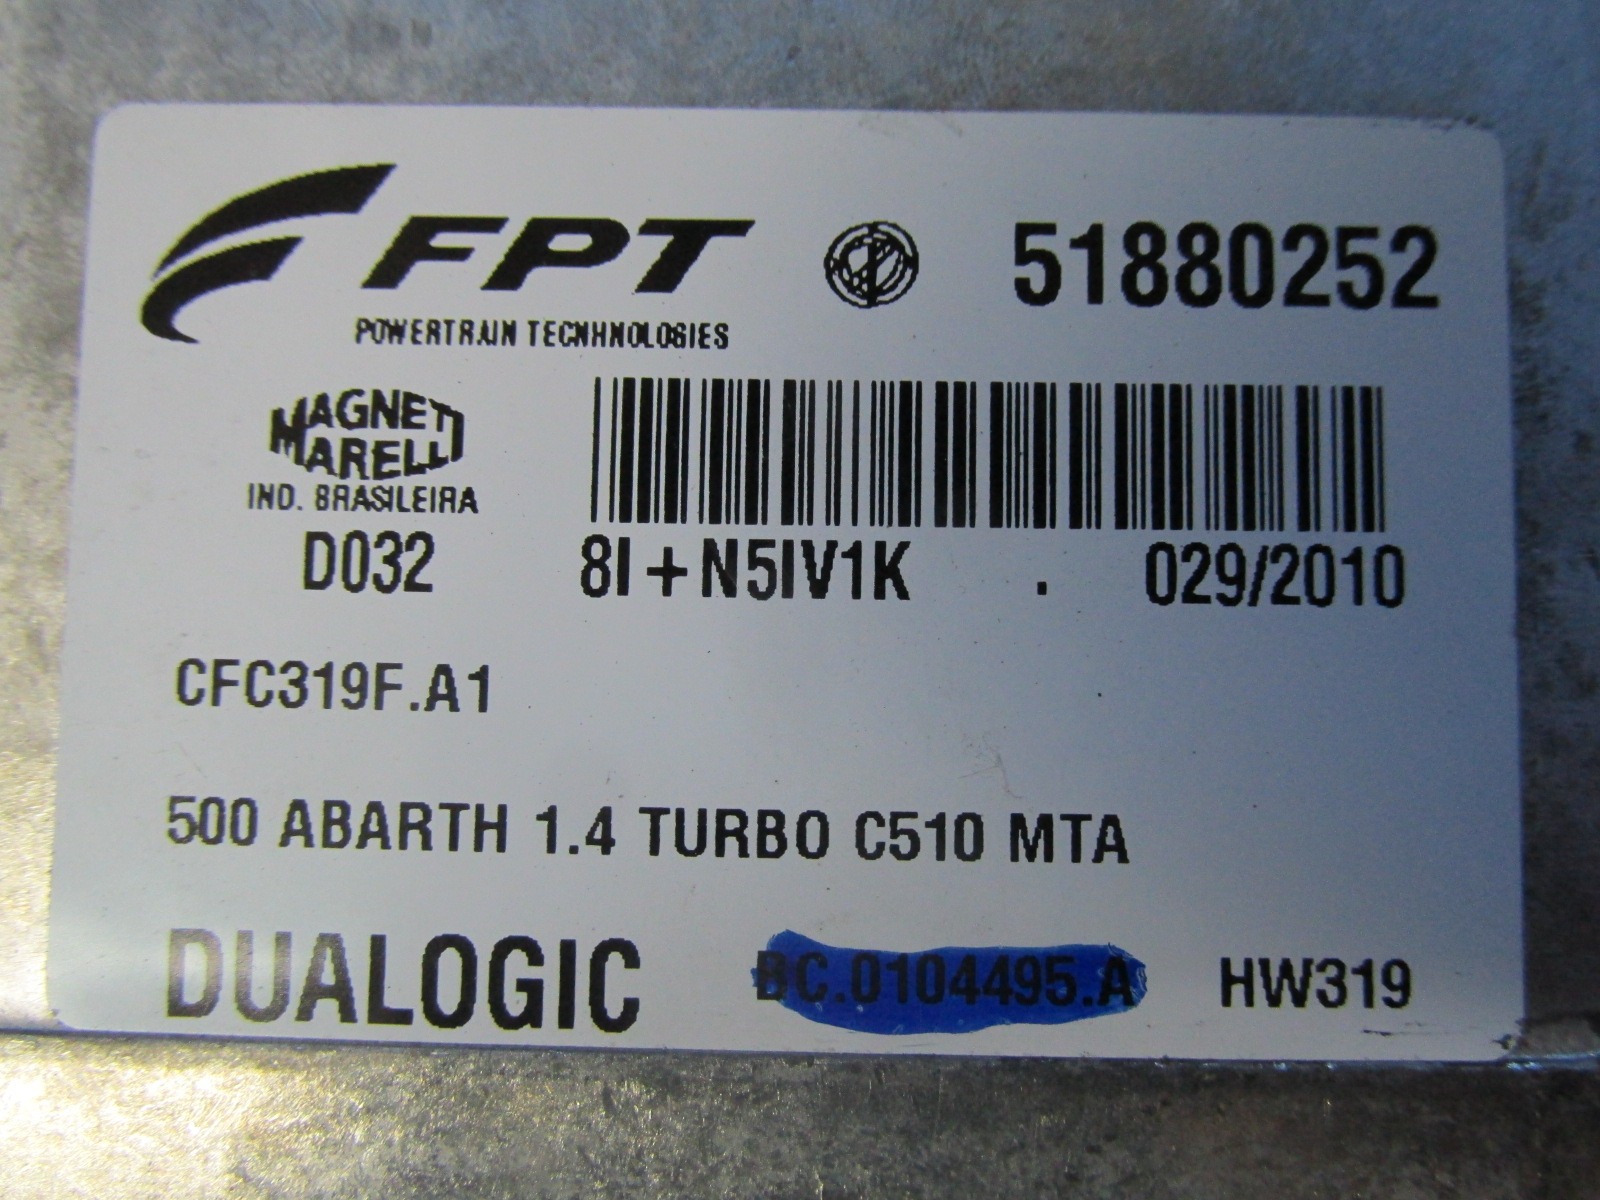 FPT 51880252
POWERTRAIN TECNHNOLOGIES
MAGNETI
MARELLI
IND. BRASILEIRA
D032 8I+N5IV1K . 029/2010
CFC319F.A1
500 ABARTH 1.4 TURBO C510 MTA
DUALOGIC BC.0104495.A HW319